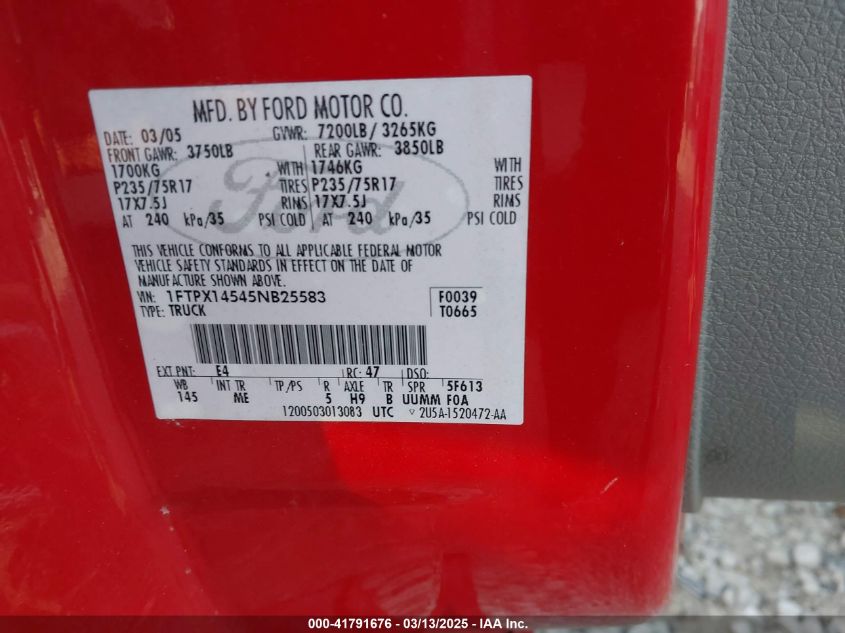 MFD. BY FORD MOTOR CO.
DATE: 03/05 GVWR: 7200LB / 3265KG
FRONT GAWR: 3750LB REAR GAWR: 3850LB
1700KG WITH 1746KG WITH
P235/75R17 TIRES P235/75R17 TIRES
17X7.5J RIMS 17X7.5J RIMS
AT 240 kPa/35 PSI COLD AT 240 kPa/35 PSI COLD
Ford
THIS VEHICLE CONFORMS TO ALL APPLICABLE FEDERAL MOTOR
VEHICLE SAFETY STANDARDS IN EFFECT ON THE DATE OF
MANUFACTURE SHOWN ABOVE.
VIN: 1FTPX14545NB25583 F0039
TYPE: TRUCK T0665
EXT PNT: E4 RC: 47 DSO:
WB INT TR TP/PS R AXLE TR SPR 5F613
145 ME 5 H9 B UUMM F0A
1200503013083 UTC 2U5A-1520472-AA
000-41791676 - 03/13/2025 - IAA Inc.